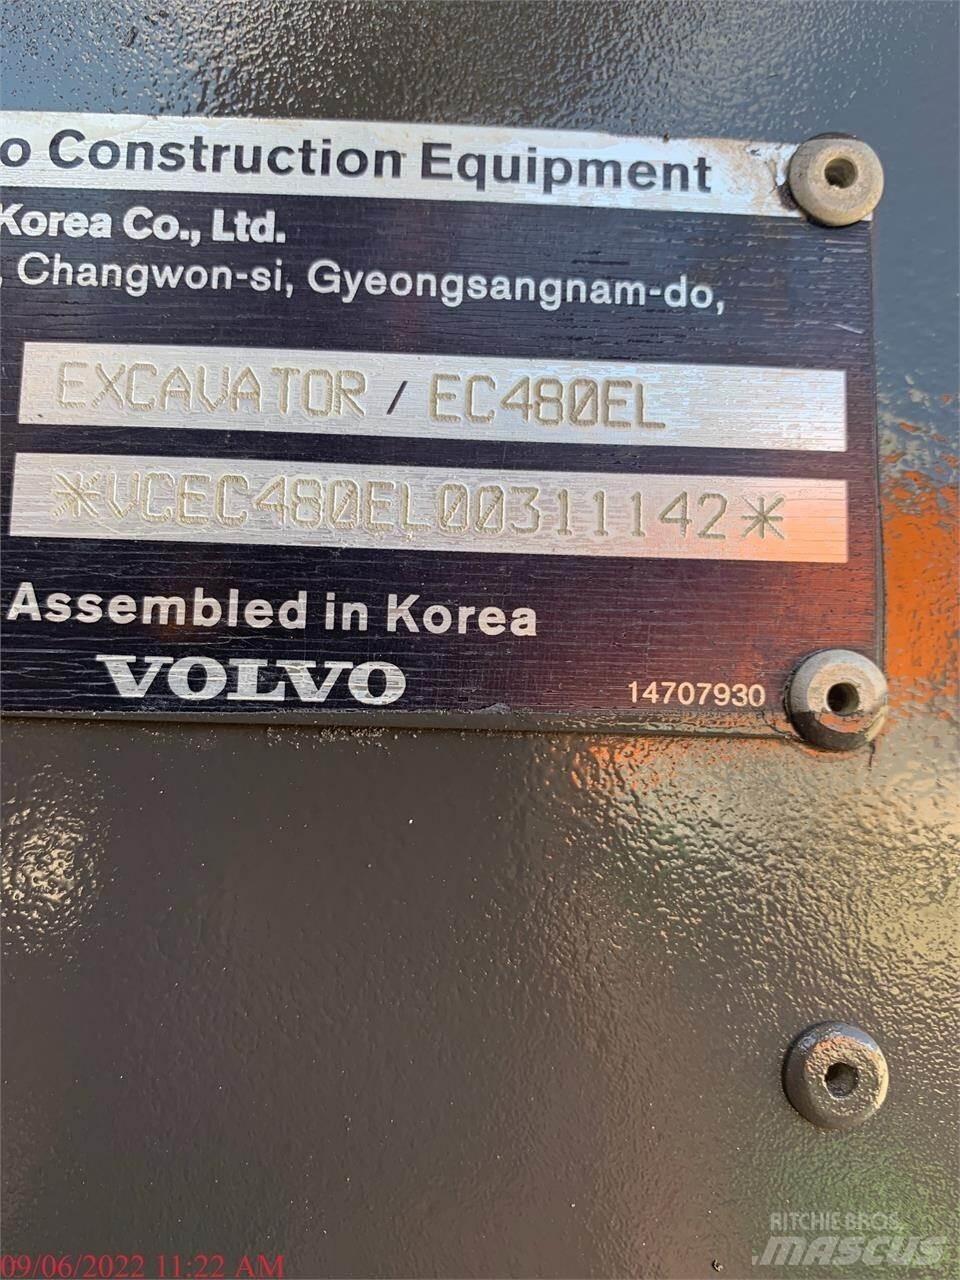 o Construction Equipment
Korea Co., Ltd.
, Changwon-si, Gyeongsangnam-do,
EXCAVATOR / EC480EL
*VCEC480EL00311142*
Assembled in Korea
VOLVO
14707930
RITCHIE BROS.
MASCUS
09/06/2022 11:22 AM